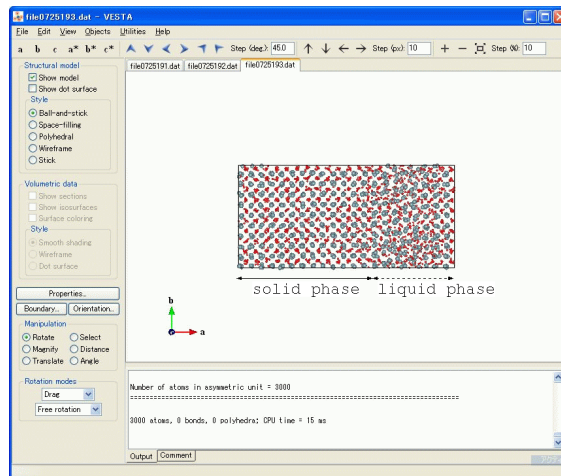 file0725193.dat - VESTA
File Edit View Objects Utilities Help
a b c a* b* c* Step (deg.): 45.0 Step (px): 10 Step (%): 10
file0725191.dat file0725192.dat file0725193.dat
Structural model
Show model
Show dot surface
Style
Ball-and-stick
Space-filling
Polyhedral
Wireframe
Stick
Volumetric data
Show sections
Show isosurfaces
Surface coloring
Style
Smooth shading
Wireframe
Dot surface
Properties...
Boundary... Orientation...
Manipulation
Rotate Select
Magnify Distance
Translate Angle
Rotation modes
Drag
Free rotation
solid phase liquid phase
b
a
Number of atoms in asymmetric unit = 3000
3000 atoms, 0 bonds, 0 polyhedra; CPU time = 15 ms
Output Comment